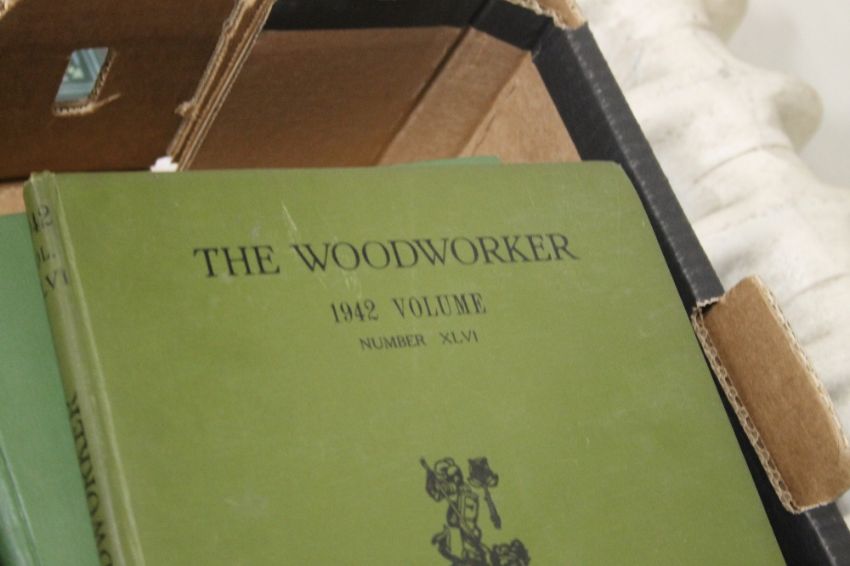 THE WOODWORKER
1942 VOLUME
NUMBER XLVI